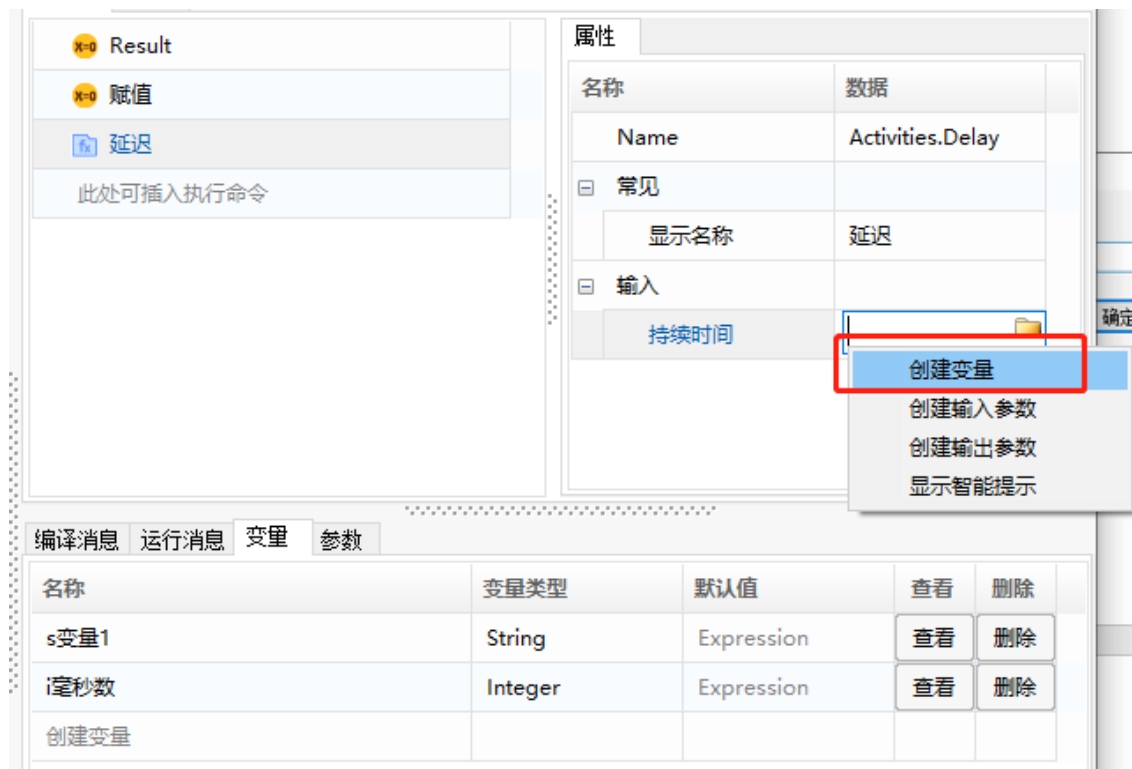 Result
赋值
延迟
此处可插入执行命令
属性
名称 数据
Name Activities.Delay
常见
显示名称 延迟
输入
持续时间
确定
创建变量
创建输入参数
创建输出参数
显示智能提示
编译消息 运行消息 变量 参数
名称 变量类型 默认值 查看 删除
s变量1 String Expression 查看 删除
i毫秒数 Integer Expression 查看 删除
创建变量